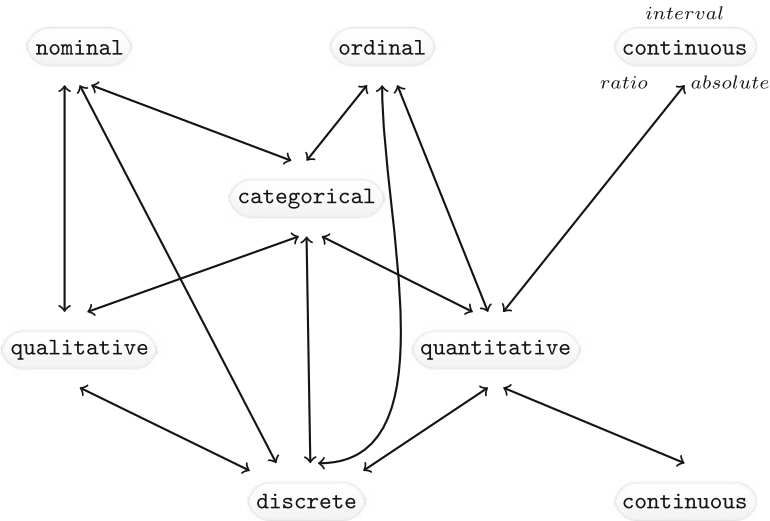 interval
nominal ordinal continuous
ratio absolute
categorical
qualitative quantitative
discrete continuous